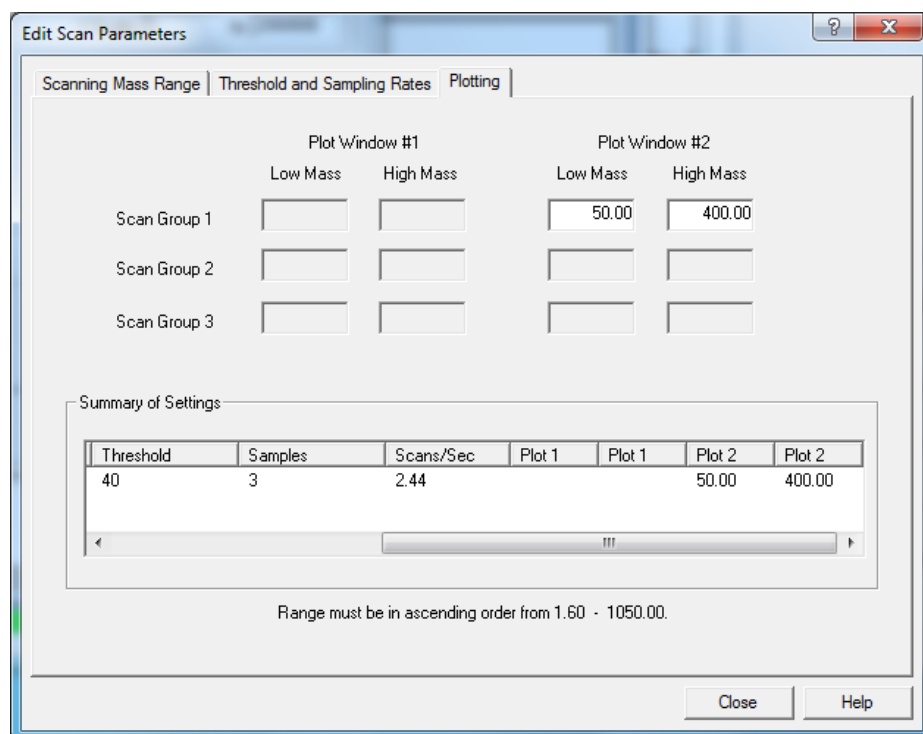 Edit Scan Parameters
Scanning Mass Range Threshold and Sampling Rates Plotting
Plot Window #1 Plot Window #2
Low Mass High Mass Low Mass High Mass
Scan Group 1 50.00 400.00
Scan Group 2
Scan Group 3
Summary of Settings
Threshold Samples Scans/Sec Plot 1 Plot 1 Plot 2 Plot 2
40 3 2.44 50.00 400.00
Range must be in ascending order from 1.60 - 1050.00.
Close Help